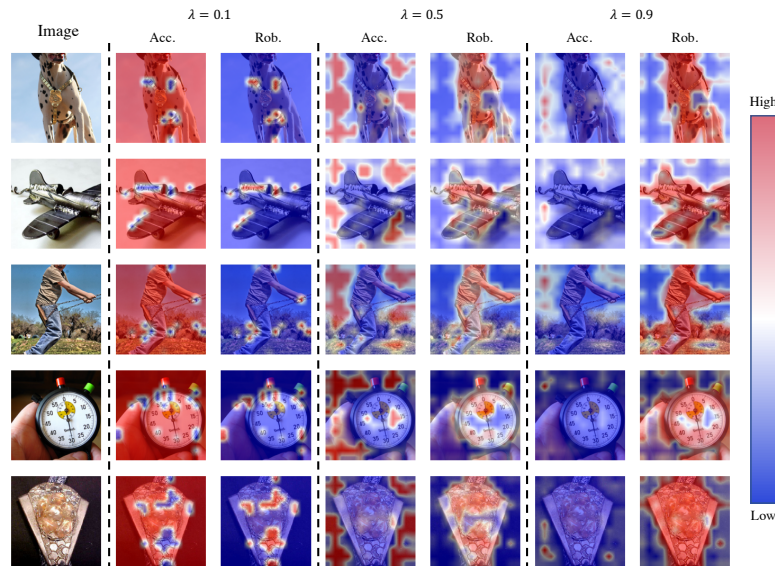 λ = 0.1 λ = 0.5 λ = 0.9
Image Acc. Rob. Acc. Rob. Acc. Rob.
High
Low